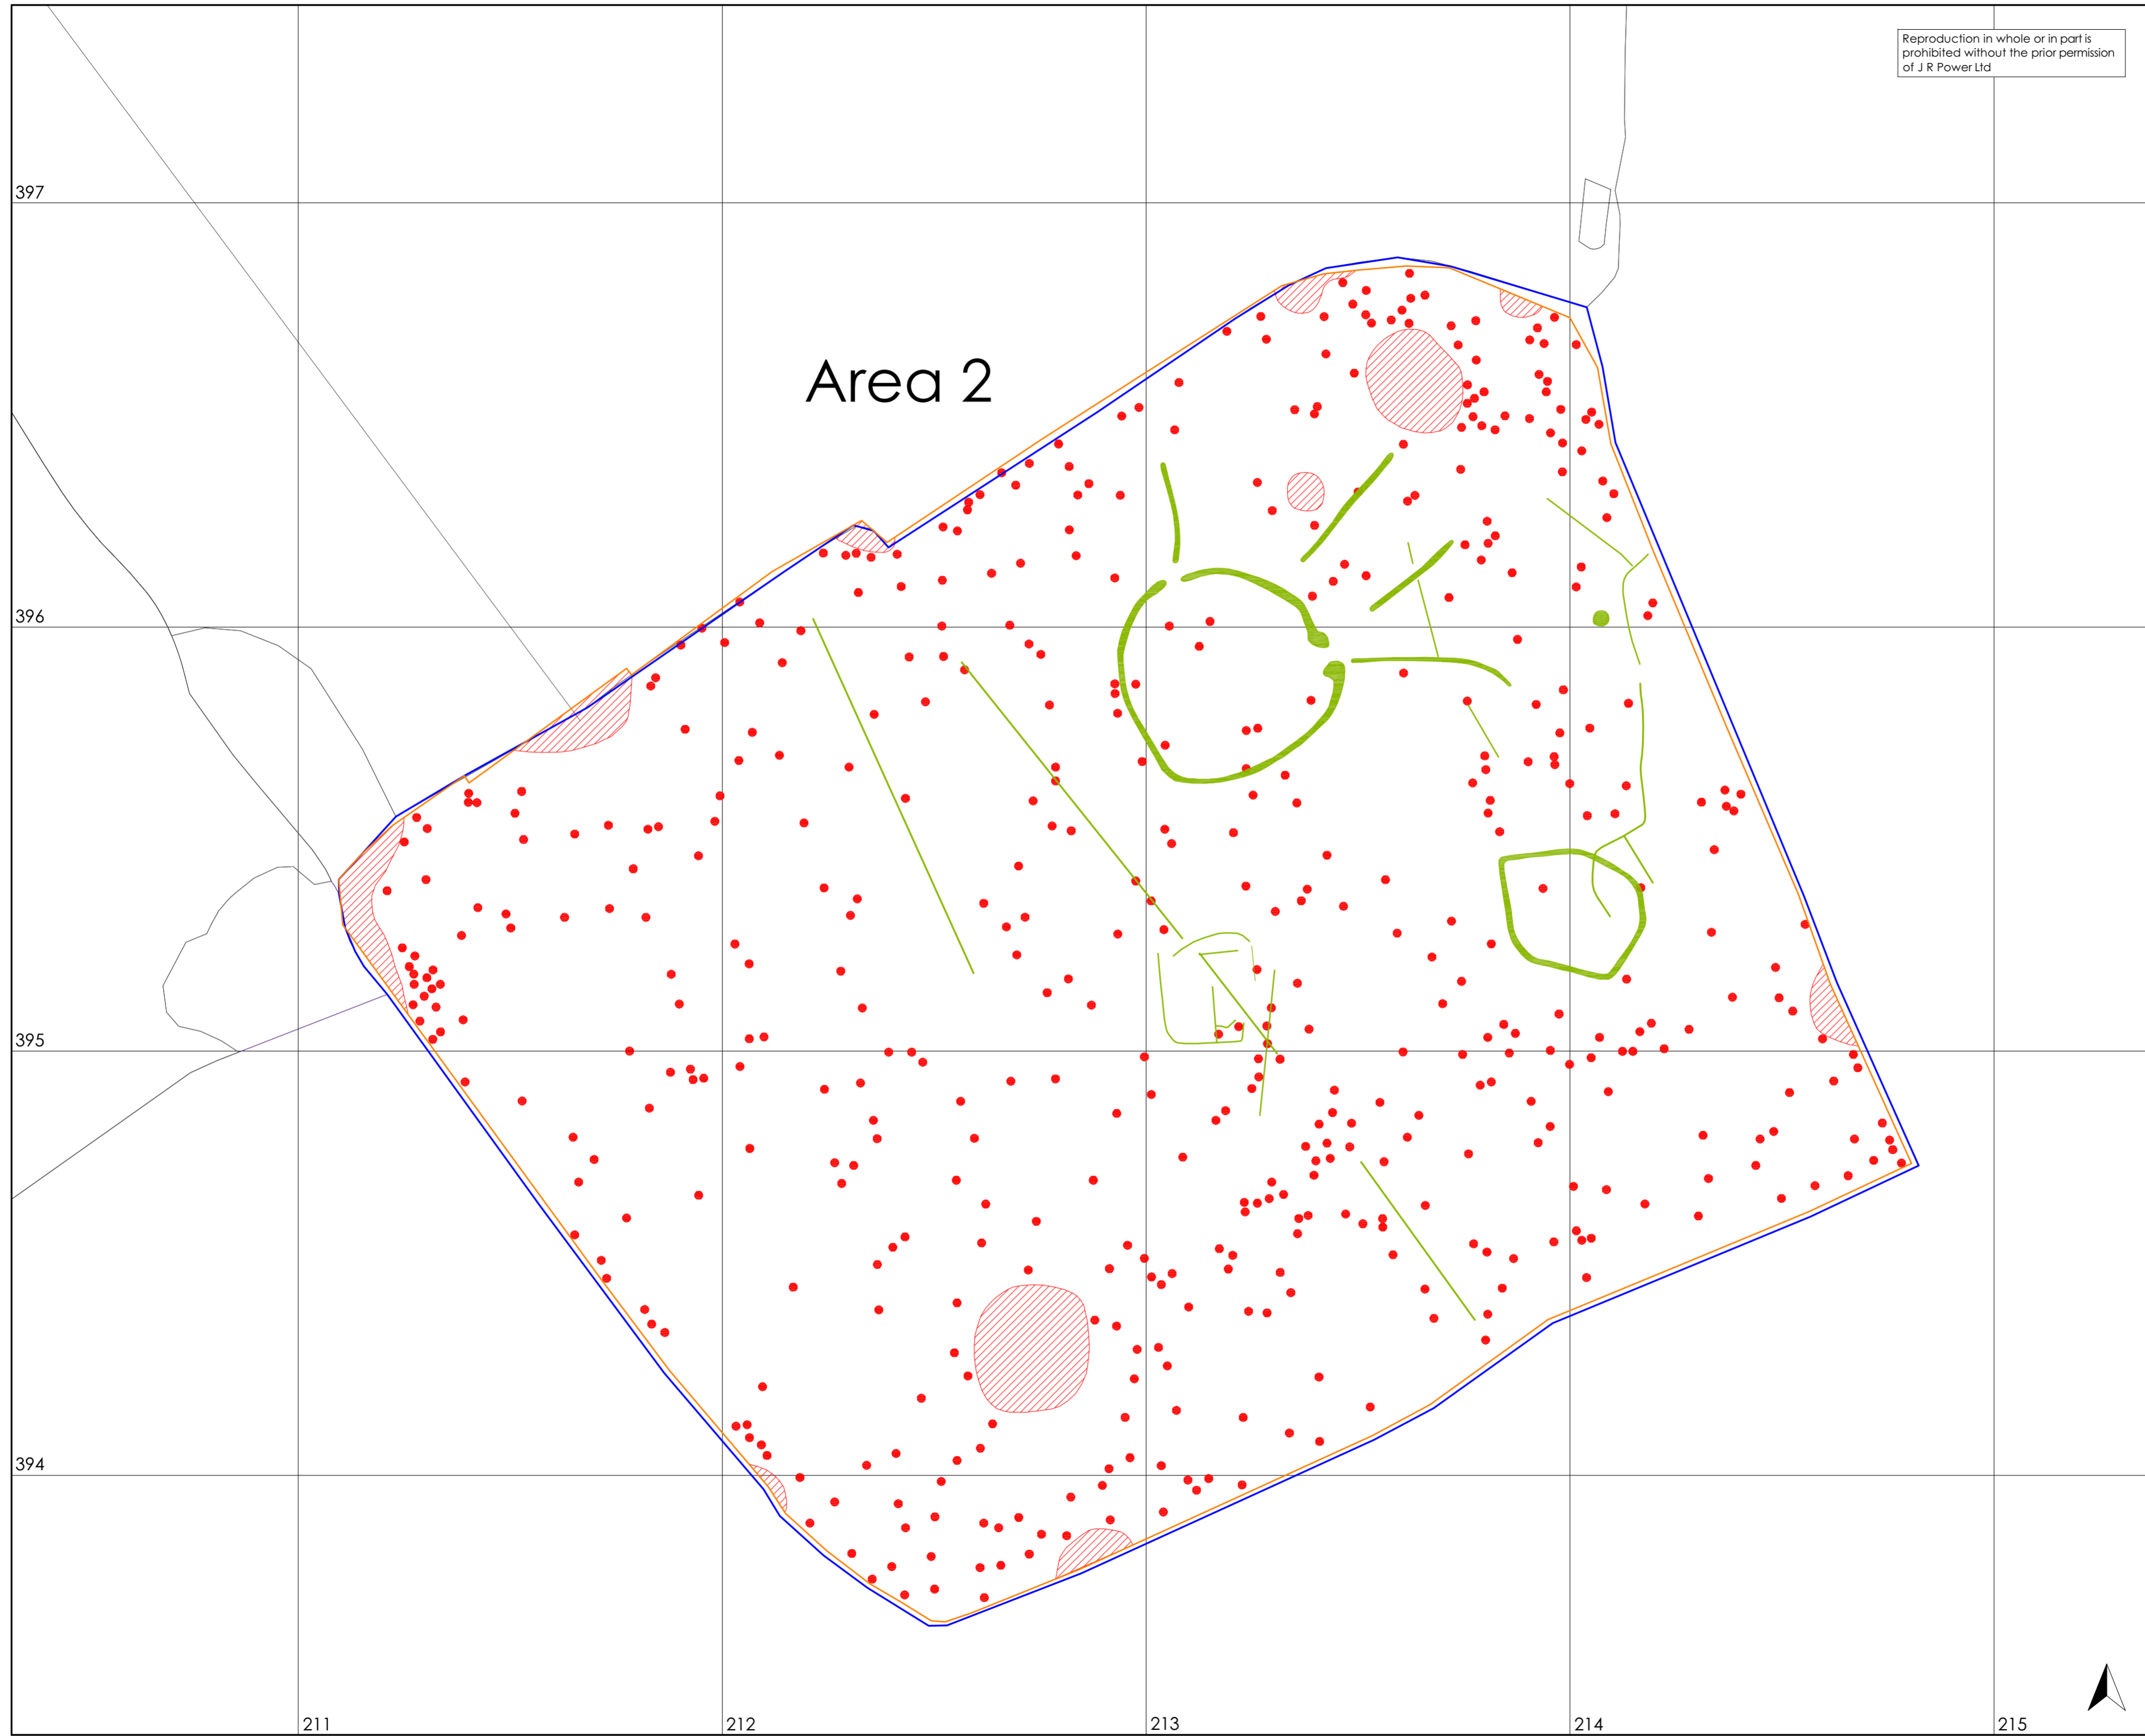 Reproduction in whole or in part is
prohibited without the prior permission
of J R Power Ltd
397
Area 2
396
395
394
211
212
213
214
215